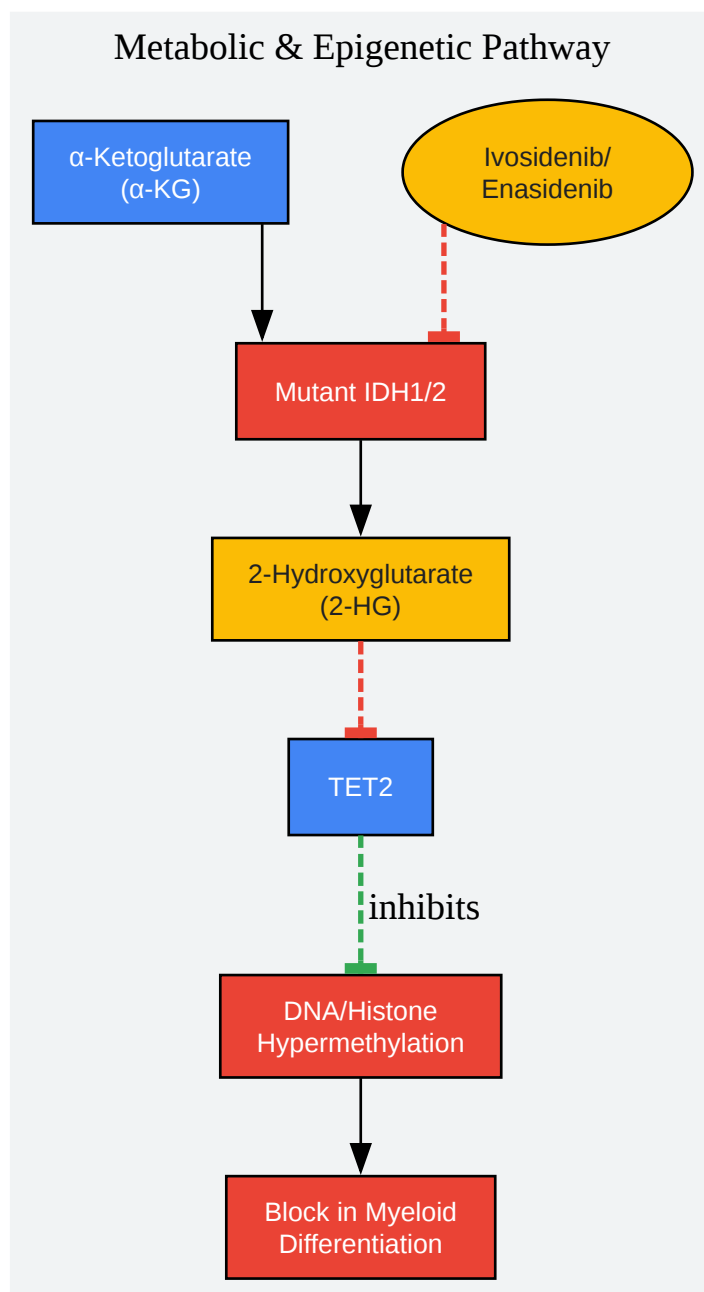 Metabolic & Epigenetic Pathway
α-Ketoglutarate
(α-KG)
Ivosidenib/
Enasidenib
Mutant IDH1/2
2-Hydroxyglutarate
(2-HG)
TET2
inhibits
DNA/Histone
Hypermethylation
Block in Myeloid
Differentiation